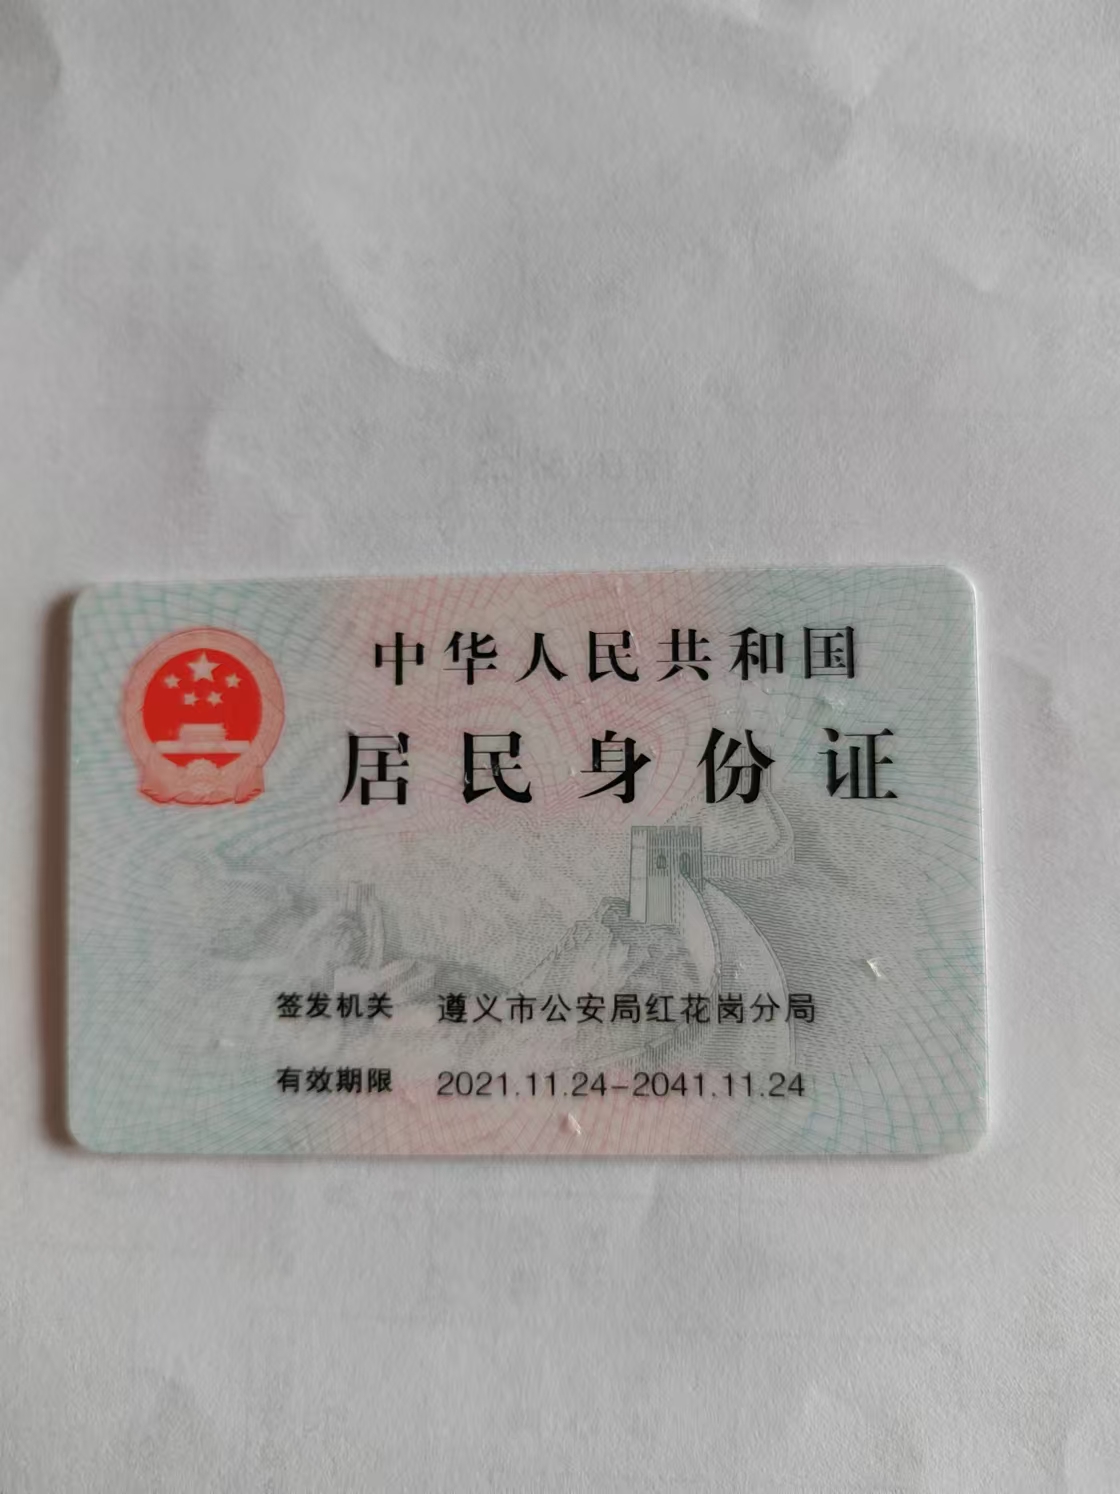 中华人民共和国
居民身份证
签发机关 遵义市公安局红花岗分局
有效期限 2021.11.24-2041.11.24